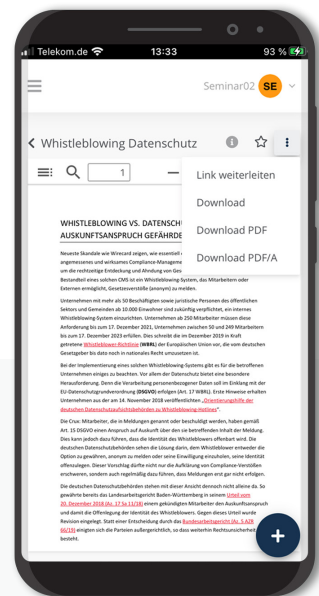 Telekom.de 13:33 93 %
Seminar02 SE
Whistleblowing Datenschutz
1
Link weiterleiten
Download
Download PDF
Download PDF/A
WHISTLEBLOWING VS. DATENSCHU
AUSKUNFTSANSPRUCH GEFÄHRDE
Neueste Skandale wie Wirecard zeigen, wie essentiell
angemessenes und wirksames Compliance-Manageme
um die rechtzeitige Entdeckung und Ahndung von Ges
Bestandteil eines solchen CMS ist ein Whistleblowing-System, das Mitarbeitern oder
Externen ermöglicht, Gesetzesverstöße (anonym) zu melden.
Unternehmen mit mehr als 50 Beschäftigten sowie juristische Personen des öffentlichen
Sektors und Gemeinden ab 10.000 Einwohner sind zukünftig verpflichtet, ein internes
Whistleblowing-System einzurichten. Unternehmen ab 250 Mitarbeiter müssen diese
Anforderung bis zum 17. Dezember 2021, Unternehmen zwischen 50 und 249 Mitarbeitern
bis zum 17. Dezember 2023 erfüllen. Dies schreibt die im Dezember 2019 in Kraft
getretene Whistleblower-Richtlinie (WBRL) der Europäischen Union vor, die vom deutschen
Gesetzgeber bis dato noch in nationales Recht umzusetzen ist.
Bei der Implementierung eines solchen Whistleblowing-Systems gibt es für die betroffenen
Unternehmen einiges zu beachten. Vor allem der Datenschutz bietet eine besondere
Herausforderung. Denn die Verarbeitung personenbezogener Daten soll im Einklang mit der
EU-Datenschutzgrundverordnung (DSGVO) erfolgen (Art. 17 WBRL). Erste Hinweise erhalten
Unternehmen aus der am 14. November 2018 veröffentlichten „Orientierungshilfe der
deutschen Datenschutzaufsichtsbehörden zu Whistleblowing-Hotlines“.
Die Crux: Mitarbeiter, die in Meldungen genannt oder beschuldigt werden, haben gemäß
Art. 15 DSGVO einen Anspruch auf Auskunft über den sie betreffenden Inhalt der Meldung.
Dies kann jedoch dazu führen, dass die Identität des Whistleblowers offenbart wird. Die
deutschen Datenschutzbehörden sehen die Lösung darin, dem Whistleblower entweder die
Option zu gewähren, anonym zu melden oder seine Einwilligung einzuholen, seine Identität
offenzulegen. Dieser Vorschlag dürfte nicht nur die Aufklärung von Compliance-Verstößen
erschweren, sondern auch regelmäßig dazu führen, dass Meldungen erst gar nicht erfolgen.
Die deutschen Datenschutzbehörden stehen mit dieser Ansicht dennoch nicht alleine da. So
gewährte bereits das Landesarbeitsgericht Baden-Württemberg in seinem Urteil vom
20. Dezember 2018 (Az. 17 Sa 11/18) einem gekündigten Mitarbeiter den Auskunftsanspruch
und damit die Offenlegung der Identität des Whistleblowers. Gegen dieses Urteil wurde
Revision eingelegt. Statt einer Entscheidung durch das Bundesarbeitsgericht (Az. 5 AZR
66/19) einigten sich die Parteien außergerichtlich, so dass weiterhin Rechtsunsicherheit
besteht.